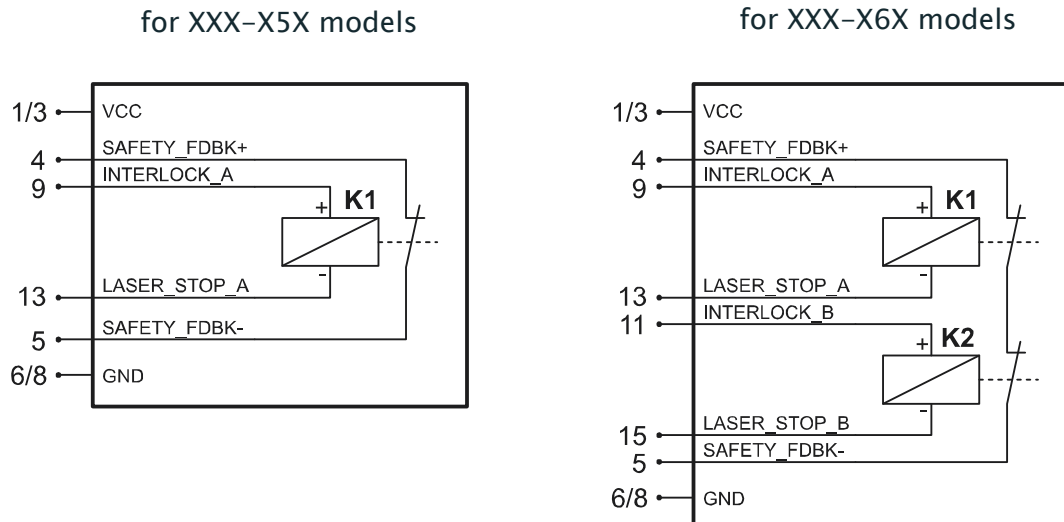 for XXX–X5X models
1/3 VCC
4 SAFETY_FDBK+
9 INTERLOCK_A
+ K1
-
13 LASER_STOP_A
5 SAFETY_FDBK-
6/8 GND
for XXX–X6X models
1/3 VCC
4 SAFETY_FDBK+
9 INTERLOCK_A
+ K1
-
13 LASER_STOP_A
11 INTERLOCK_B
+ K2
-
15 LASER_STOP_B
5 SAFETY_FDBK-
6/8 GND